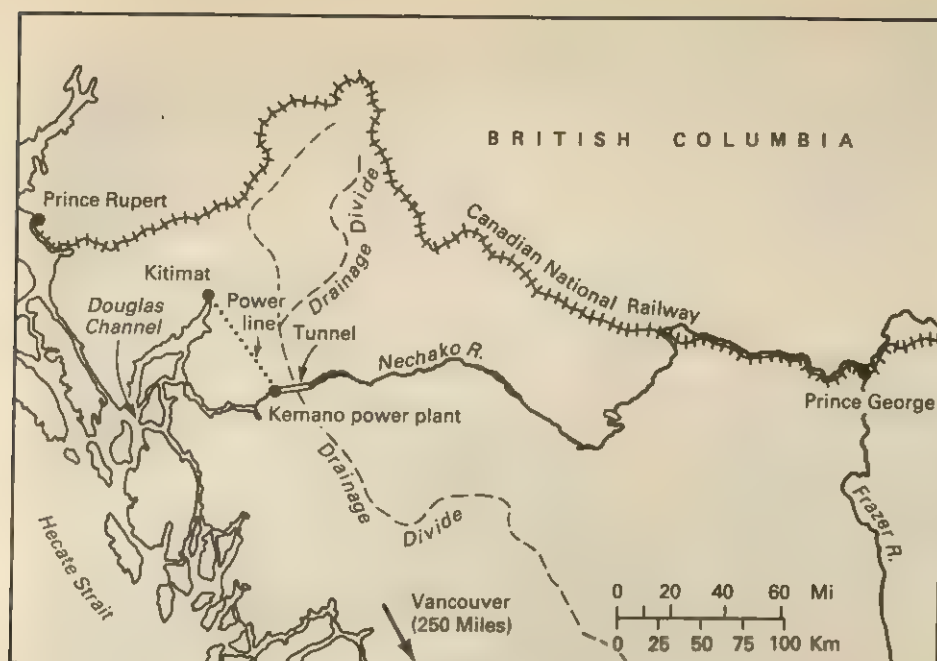 BRITISH COLUMBIA
Prince Rupert
Drainage Divide
Canadian National Railway
Kitimat
Douglas
Channel
Power
line
Tunnel
Nechako R.
Kemano power plant
Prince George
Drainage
Divide
Frazer R.
Hecate Strait
Vancouver
(250 Miles)
0 20 40 60 Mi
0 25 50 75 100 Km